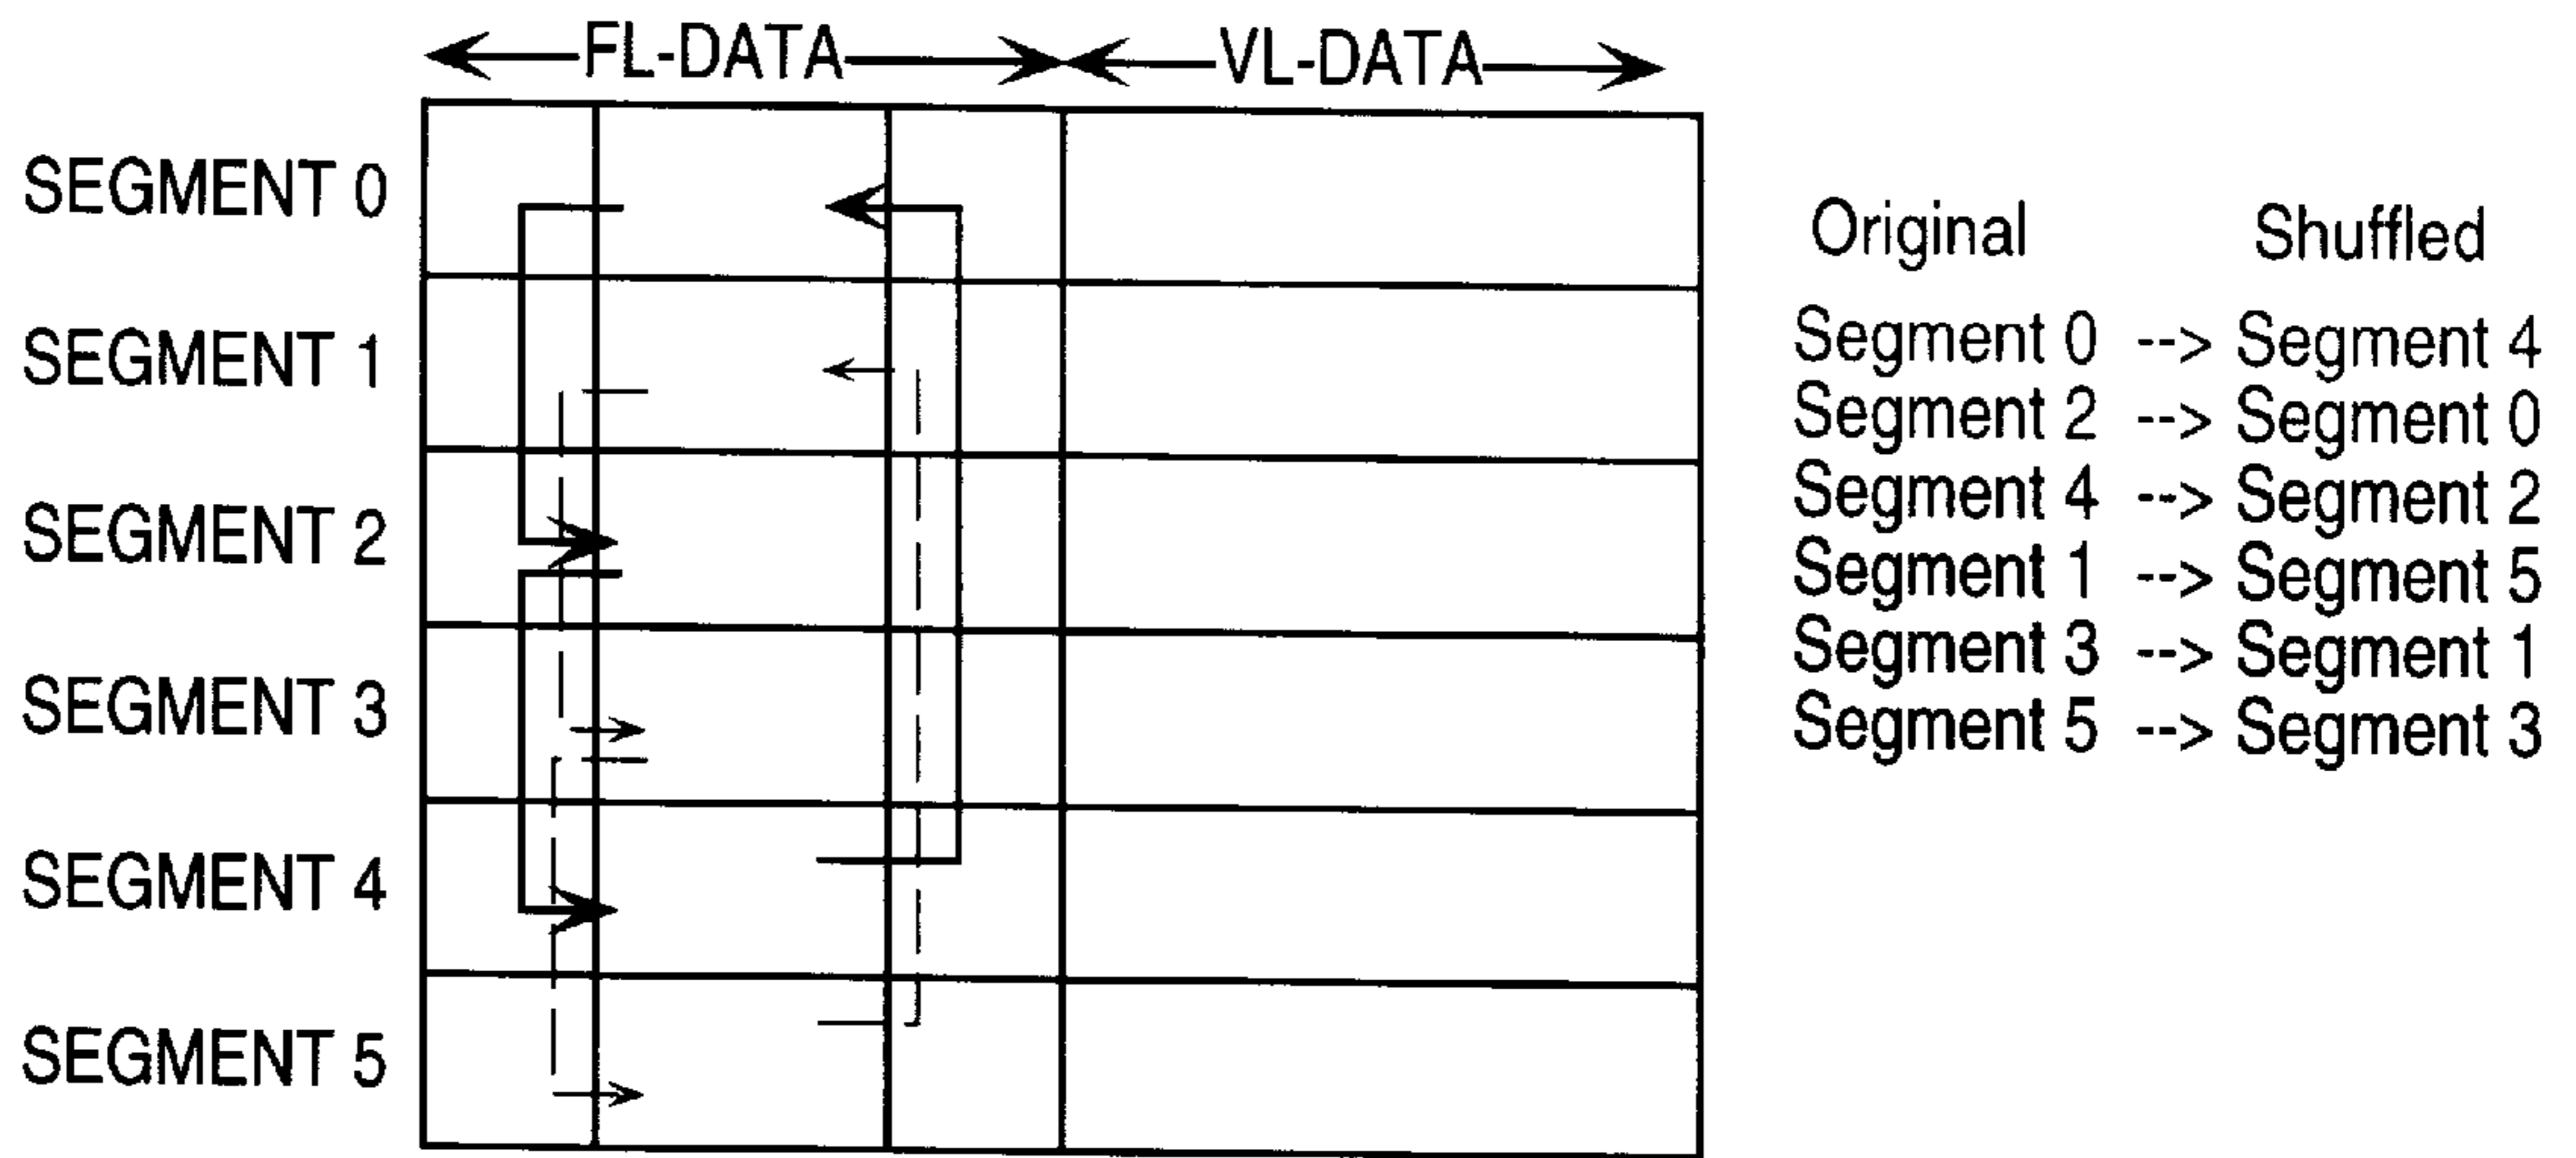 FL-DATA VL-DATA
SEGMENT 0
SEGMENT 1
SEGMENT 2
SEGMENT 3
SEGMENT 4
SEGMENT 5
Original Shuffled
Segment 0 --> Segment 4
Segment 2 --> Segment 0
Segment 4 --> Segment 2
Segment 1 --> Segment 5
Segment 3 --> Segment 1
Segment 5 --> Segment 3